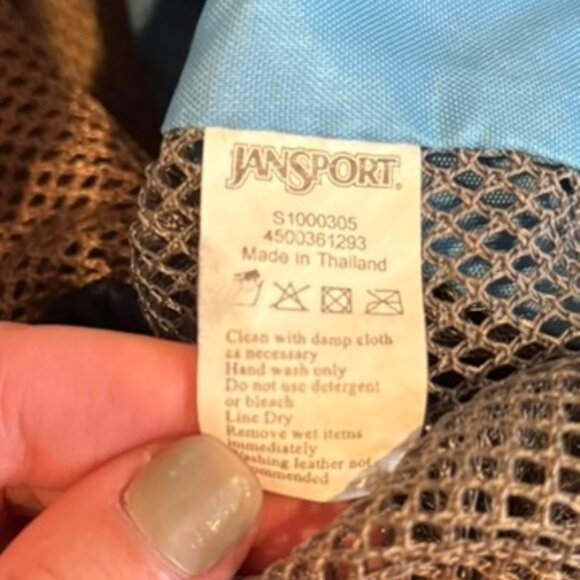 JANSPORT®
S1000305
4500361293
Made in Thailand
Clean with damp cloth
as necessary
Hand wash only
Do not use detergent
or bleach
Line Dry
Remove wet items
immediately
Washing leather not